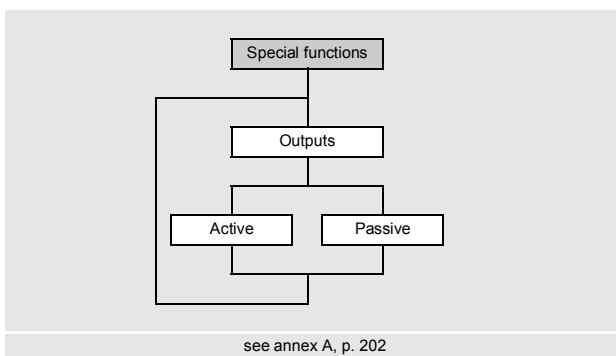 Special functions
Outputs
Active Passive
see annex A, p. 202